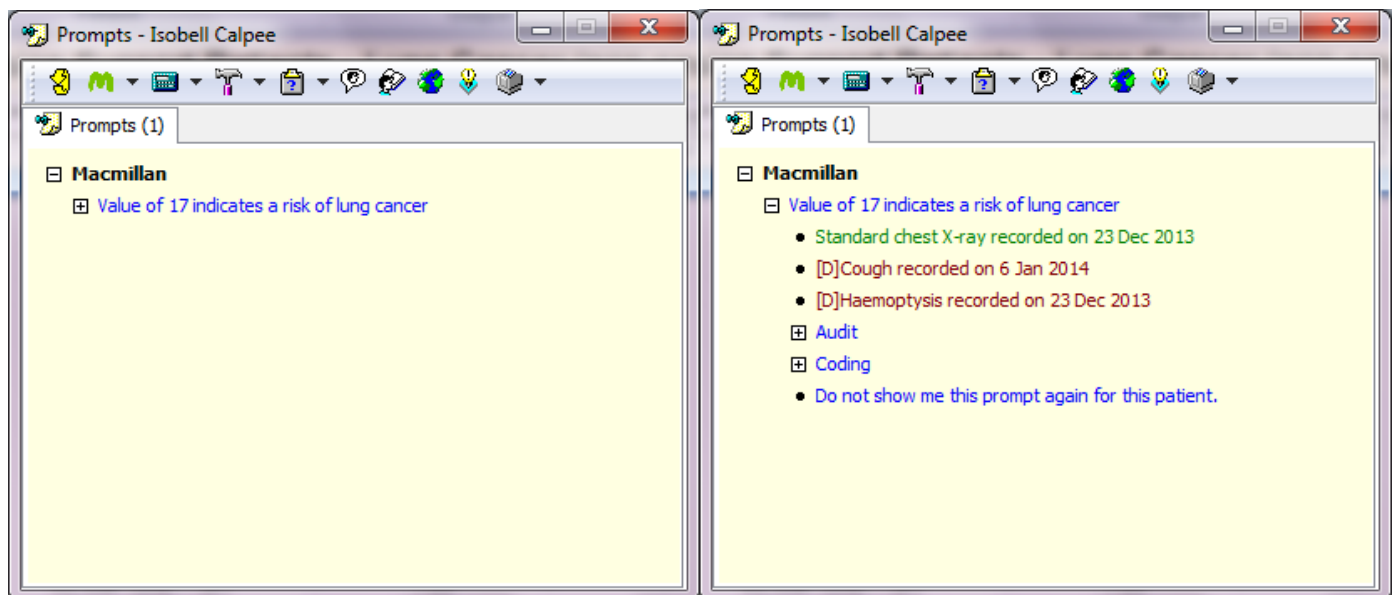 Prompts - Isobell Calpee
Prompts (1)
Macmillan
Value of 17 indicates a risk of lung cancer
Prompts - Isobell Calpee
Prompts (1)
Macmillan
Value of 17 indicates a risk of lung cancer
Standard chest X-ray recorded on 23 Dec 2013
[D]Cough recorded on 6 Jan 2014
[D]Haemoptysis recorded on 23 Dec 2013
Audit
Coding
Do not show me this prompt again for this patient.